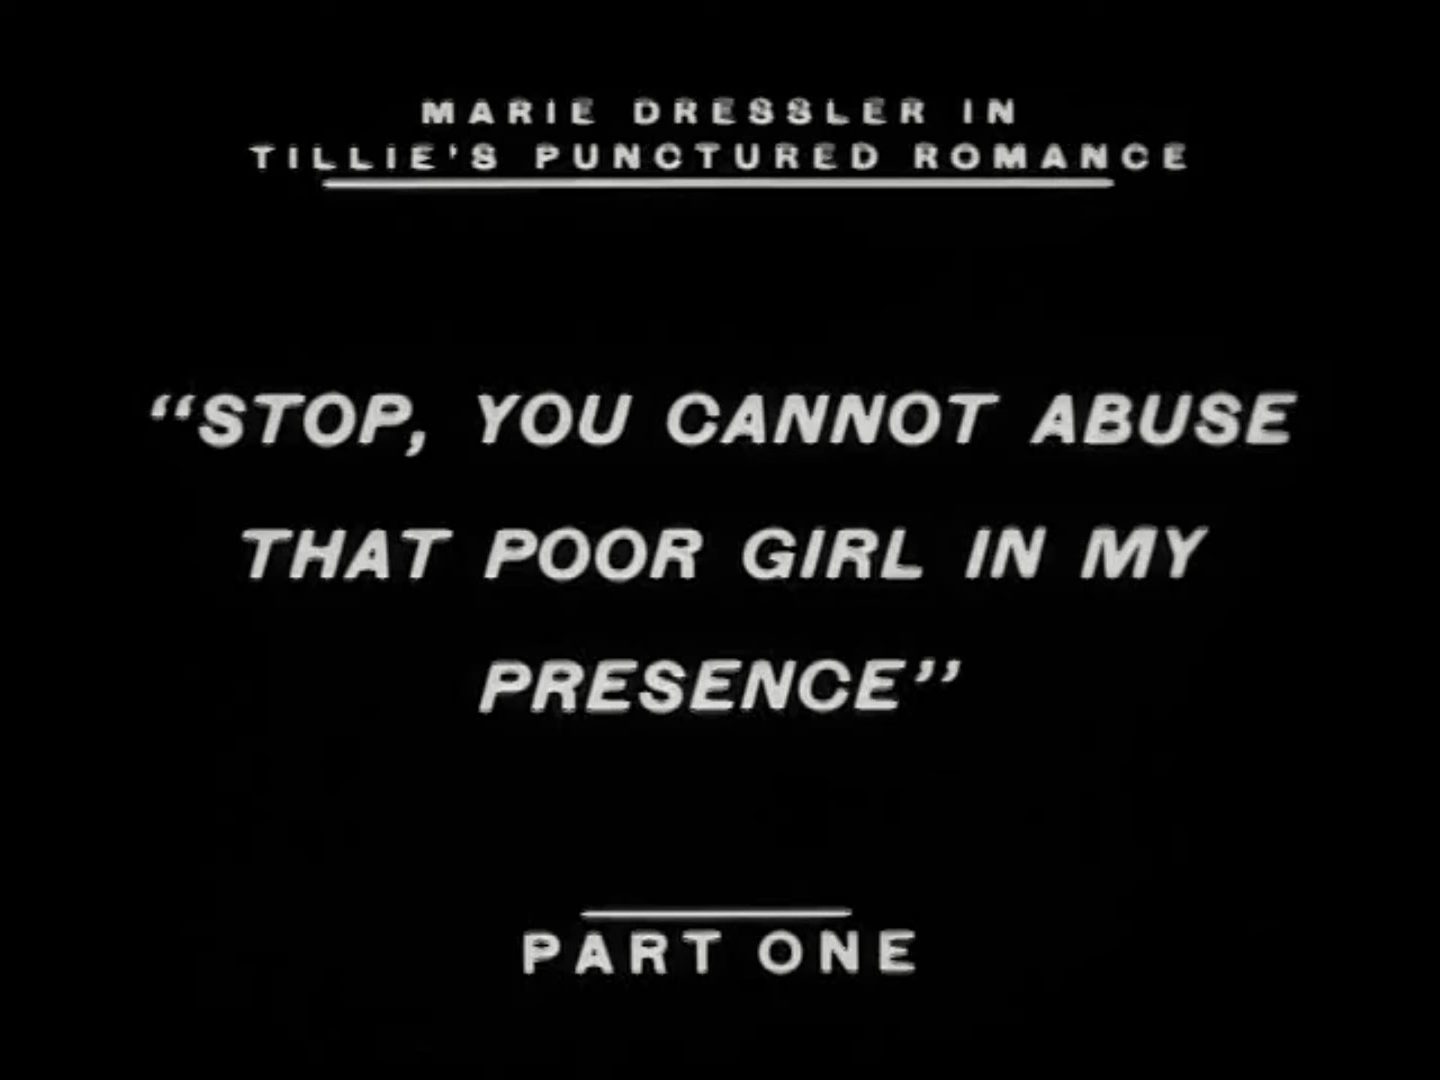 MARIE DRESSLER IN
TILLIE'S PUNCTURED ROMANCE
“STOP, YOU CANNOT ABUSE
THAT POOR GIRL IN MY
PRESENCE”
PART ONE